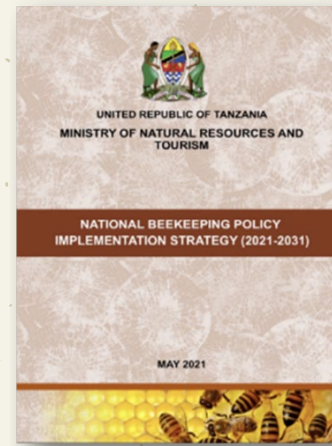 UNITED REPUBLIC OF TANZANIA
MINISTRY OF NATURAL RESOURCES AND
TOURISM
NATIONAL BEEKEEPING POLICY
IMPLEMENTATION STRATEGY (2021-2031)
MAY 2021